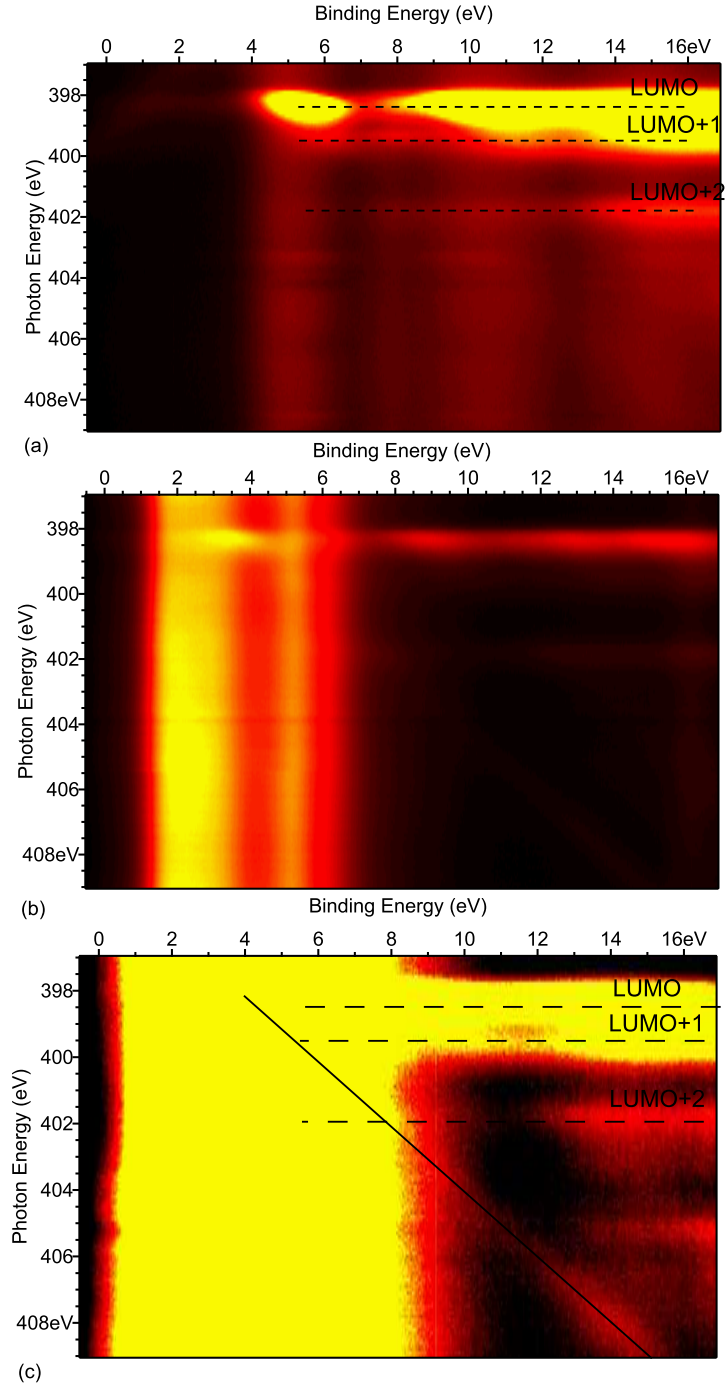 Binding Energy (eV)
0 2 4 6 8 10 12 14 16eV
Photon Energy (eV)
398
400
402
404
406
408eV
LUMO
LUMO+1
LUMO+2
(a)
Binding Energy (eV)
0 2 4 6 8 10 12 14 16eV
Photon Energy (eV)
398
400
402
404
406
408eV
(b)
Binding Energy (eV)
0 2 4 6 8 10 12 14 16eV
Photon Energy (eV)
398
400
402
404
406
408eV
LUMO
LUMO+1
LUMO+2
(c)